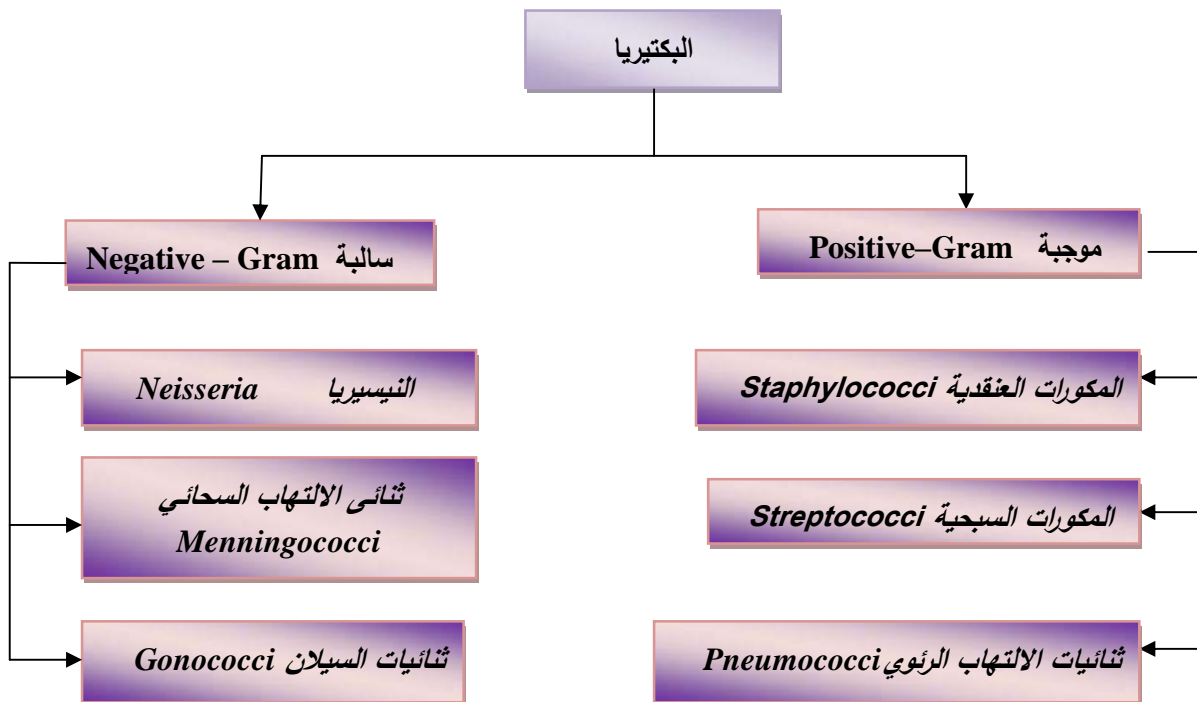 البكتيريا
موجبة Positive–Gram
سالبة Negative – Gram
المكورات العنقدية Staphylococci
النيسيريا Neisseria
المكورات السبحية Streptococci
ثنائى الالتهاب السحائي
Menningococci
ثنائيات الالتهاب الرئوي Pneumococci
ثنائيات السيلان Gonococci